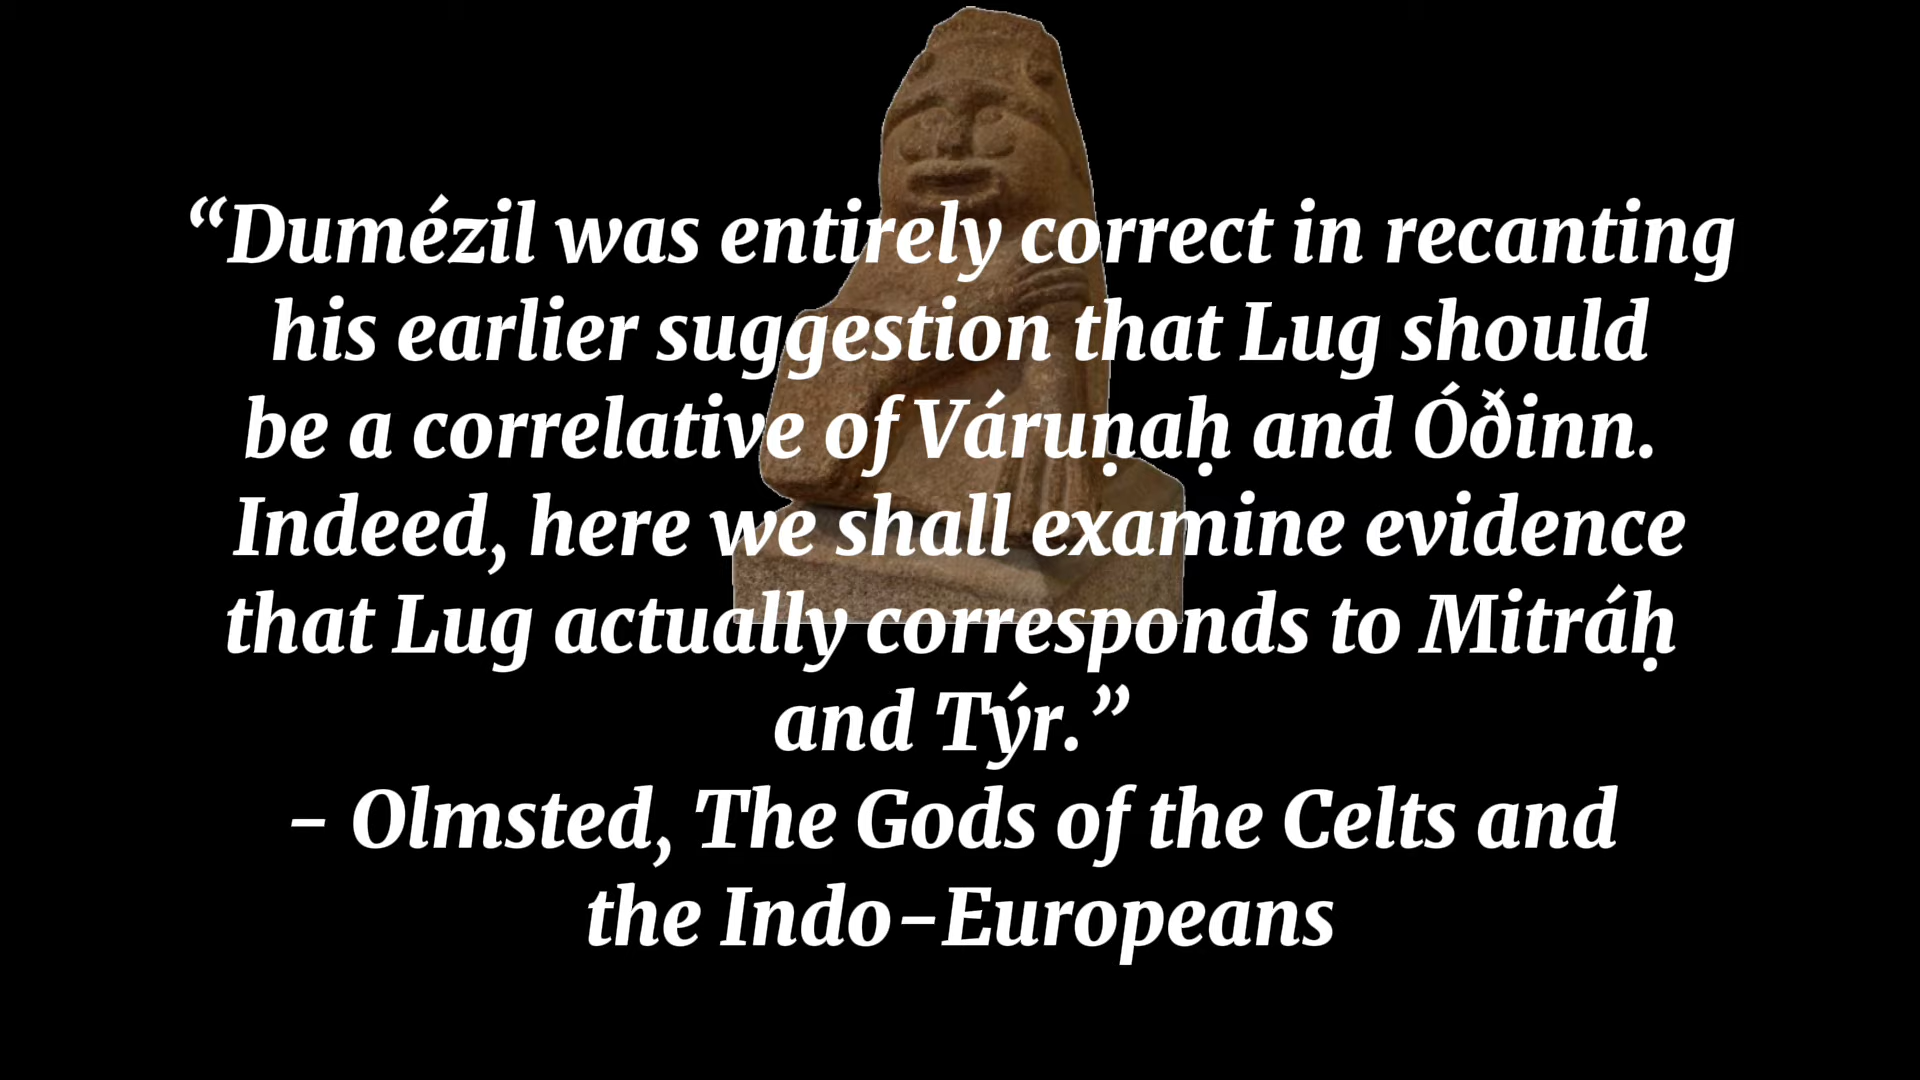 “Dumézil was entirely correct in recanting
his earlier suggestion that Lug should
be a correlative of Váruṇaḥ and Óðinn.
Indeed, here we shall examine evidence
that Lug actually corresponds to Mitráḥ
and Týr.”
– Olmsted, The Gods of the Celts and
the Indo–Europeans